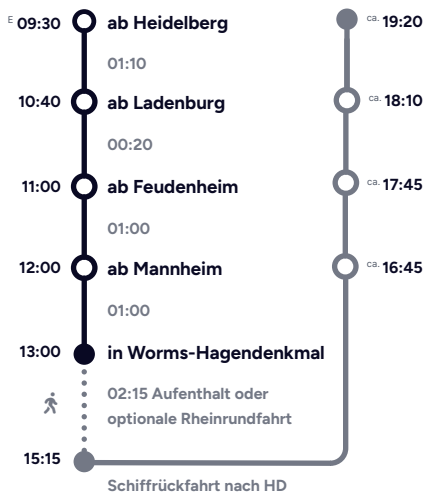 E 09:30 ab Heidelberg ca. 19:20
01:10
10:40 ab Ladenburg ca. 18:10
00:20
11:00 ab Feudenheim ca. 17:45
01:00
12:00 ab Mannheim ca. 16:45
01:00
13:00 in Worms-Hagendenkmal
02:15 Aufenthalt oder
optionale Rheinrundfahrt
15:15
Schiffrückfahrt nach HD